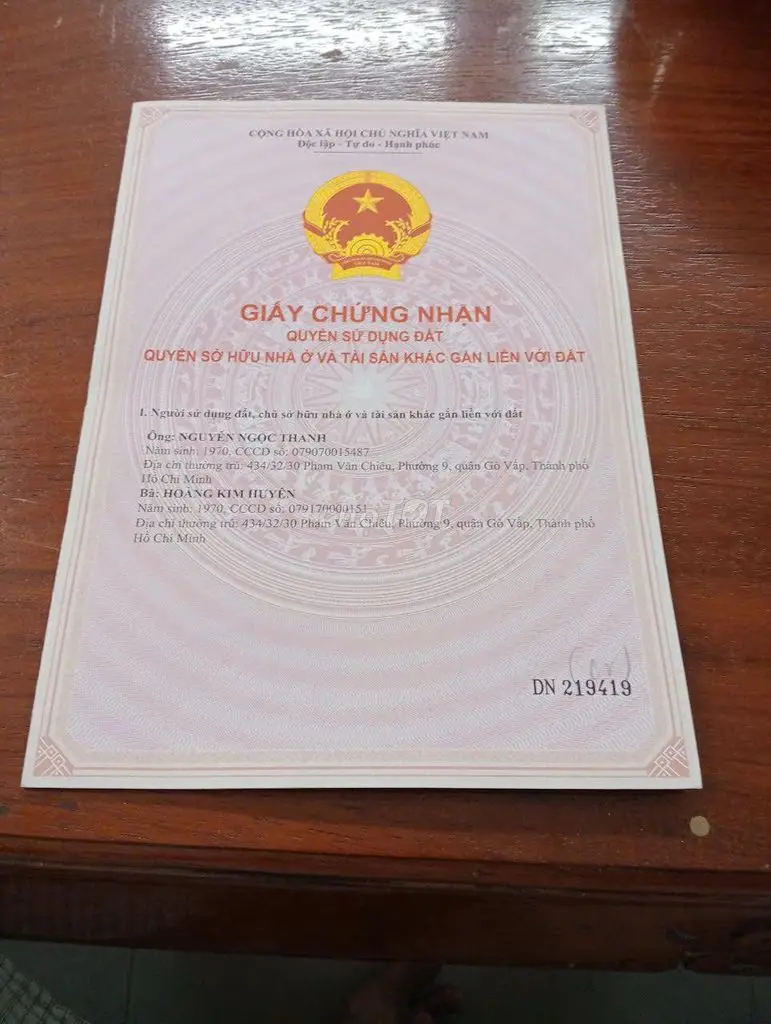 CỘNG HÒA XÃ HỘI CHỦ NGHĨA VIỆT NAM
Độc lập - Tự do - Hạnh phúc
GIẤY CHỨNG NHẬN
QUYỀN SỬ DỤNG ĐẤT
QUYỀN SỞ HỮU NHÀ Ở VÀ TÀI SẢN KHÁC GẮN LIỀN VỚI ĐẤT
I. Người sử dụng đất, chủ sở hữu nhà ở và tài sản khác gắn liền với đất
Ông: NGUYỄN NGỌC THANH
Năm sinh: 1970, CCCD số: 079070015487
Địa chỉ thường trú: 434/32/30 Phạm Văn Chiêu, Phường 9, quận Gò Vấp, Thành phố
Hồ Chí Minh
Bà: HOÀNG KIM HUYÊN
Năm sinh: 1970, CCCD số: 079170000151
Địa chỉ thường trú: 434/32/30 Phạm Văn Chiêu, Phường 9, quận Gò Vấp, Thành phố
Hồ Chí Minh
DN 219419